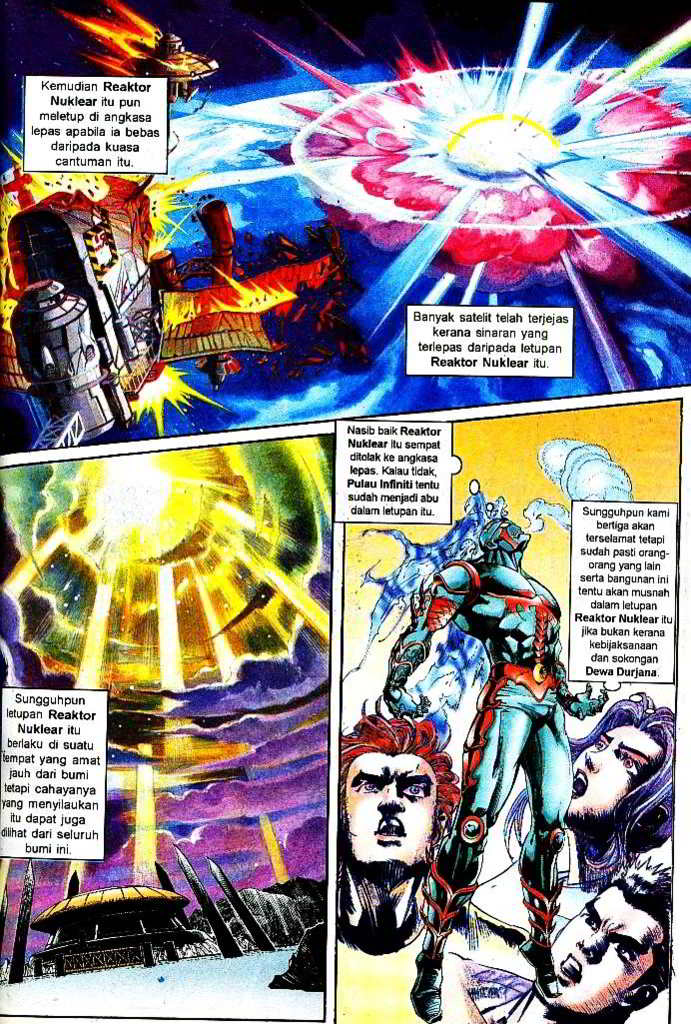 Kemudian Reaktor
Nuklear itu pun
meletup di angkasa
lepas apabila ia bebas
daripada kuasa
cantuman itu.
Banyak satelit telah terjejas
kerana sinaran yang
terlepas daripada letupan
Reaktor Nuklear itu.
Sungguhpun
letupan Reaktor
Nuklear itu
berlaku di suatu
tempat yang amat
jauh dari bumi
tetapi cahayanya
yang menyilaukan
itu dapat juga
dilihat dari seluruh
bumi ini.
Nasib baik Reaktor
Nuklear itu sempat
ditolak ke angkasa
lepas. Kalau tidak,
Pulau Infiniti tentu
sudah menjadi abu
dalam letupan itu.
Sungguhpun kami
bertiga akan
terselamat tetapi
sudah pasti orang-
orang yang lain
serta bangunan ini
tentu akan musnah
dalam letupan
Reaktor Nuklear itu
jika bukan kerana
kebijaksanaan
dan sokongan
Dewa Durjana.